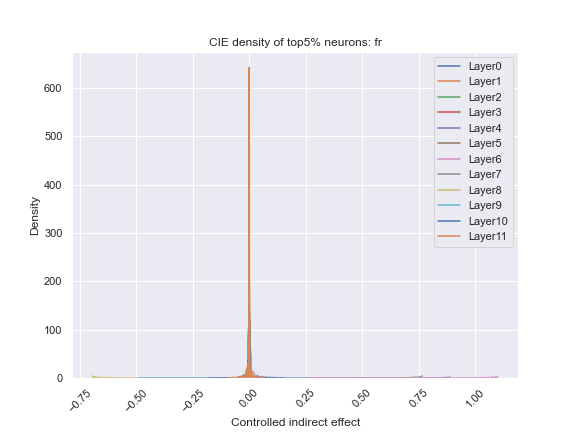 CIE density of top5% neurons: fr
Layer0
Layer1
Layer2
Layer3
Layer4
Layer5
Layer6
Layer7
Layer8
Layer9
Layer10
Layer11
Density
600
500
400
300
200
100
0
−0.75
−0.50
−0.25
0.00
0.25
0.50
0.75
1.00
Controlled indirect effect